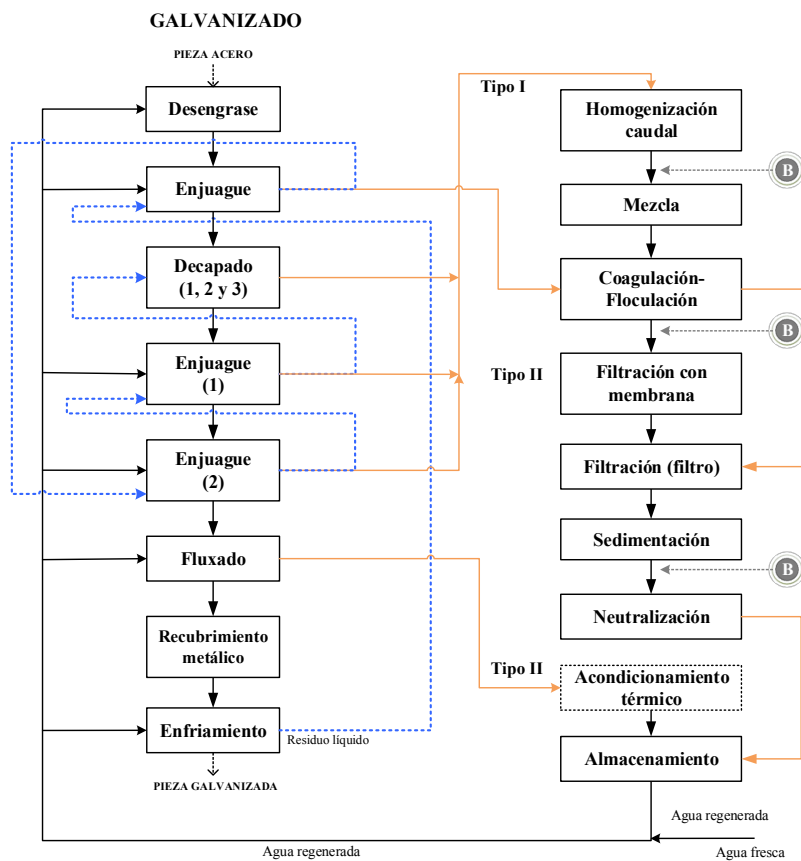 GALVANIZADO
PIEZA ACERO
Desengrase
Enjuague
Decapado
(1, 2 y 3)
Enjuague
(1)
Enjuague
(2)
Fluxado
Recubrimiento
metálico
Enfriamiento
Residuo líquido
PIEZA GALVANIZADA
Agua regenerada
Tipo I
Homogenización
caudal
B
Mezcla
Coagulación-
Floculación
B
Tipo II
Filtración con
membrana
Filtración (filtro)
Sedimentación
B
Neutralización
Tipo II
Acondicionamiento
térmico
Almacenamiento
Agua regenerada
Agua fresca